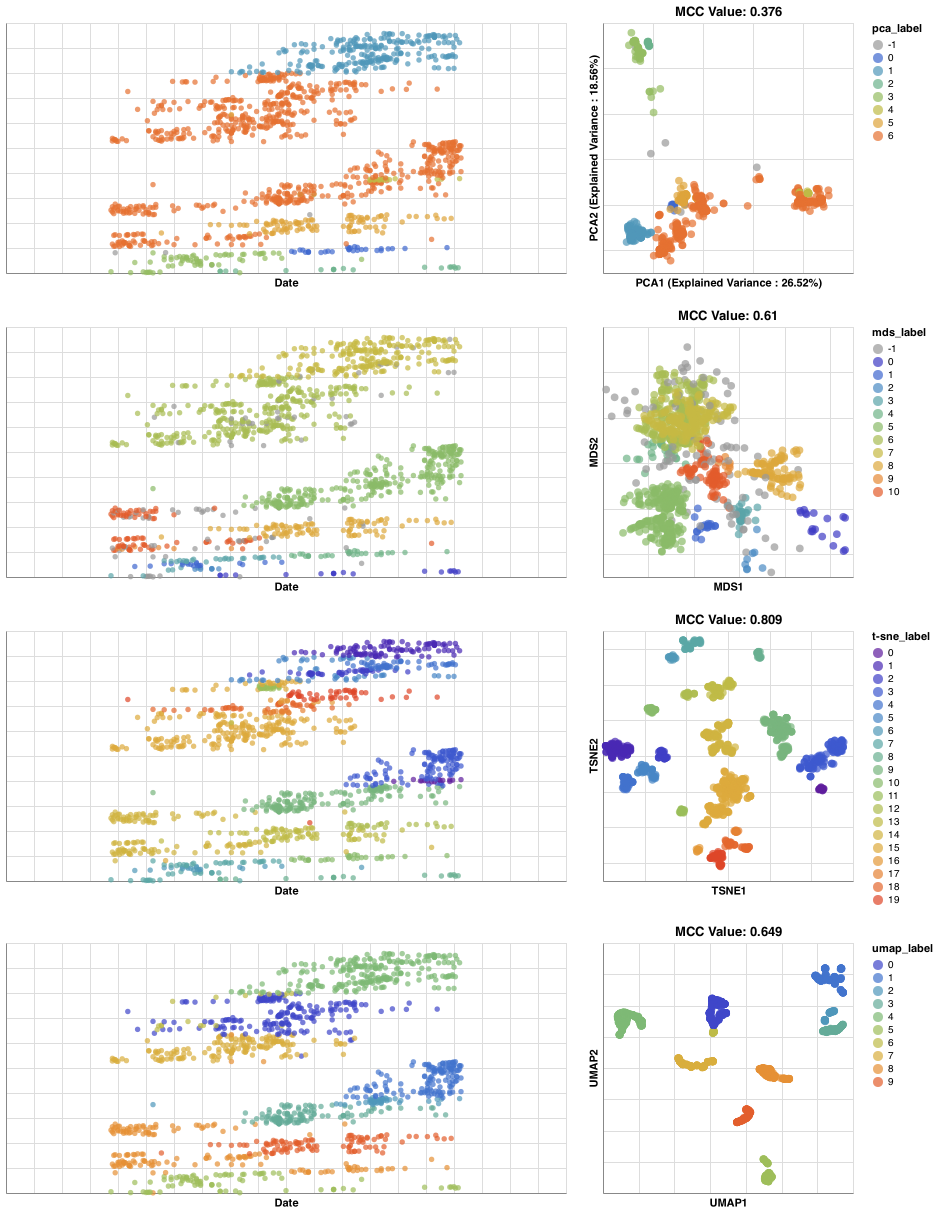 MCC Value: 0.376
PCA2 (Explained Variance : 18.56%)
Date
PCA1 (Explained Variance : 26.52%)
pca_label
-1
0
1
2
3
4
5
6
MCC Value: 0.61
MDS2
Date
MDS1
mds_label
-1
0
1
2
3
4
5
6
7
8
9
10
MCC Value: 0.809
TSNE2
Date
TSNE1
t-sne_label
0
1
2
3
4
5
6
7
8
9
10
11
12
13
14
15
16
17
18
19
MCC Value: 0.649
UMAP2
Date
UMAP1
umap_label
0
1
2
3
4
5
6
7
8
9